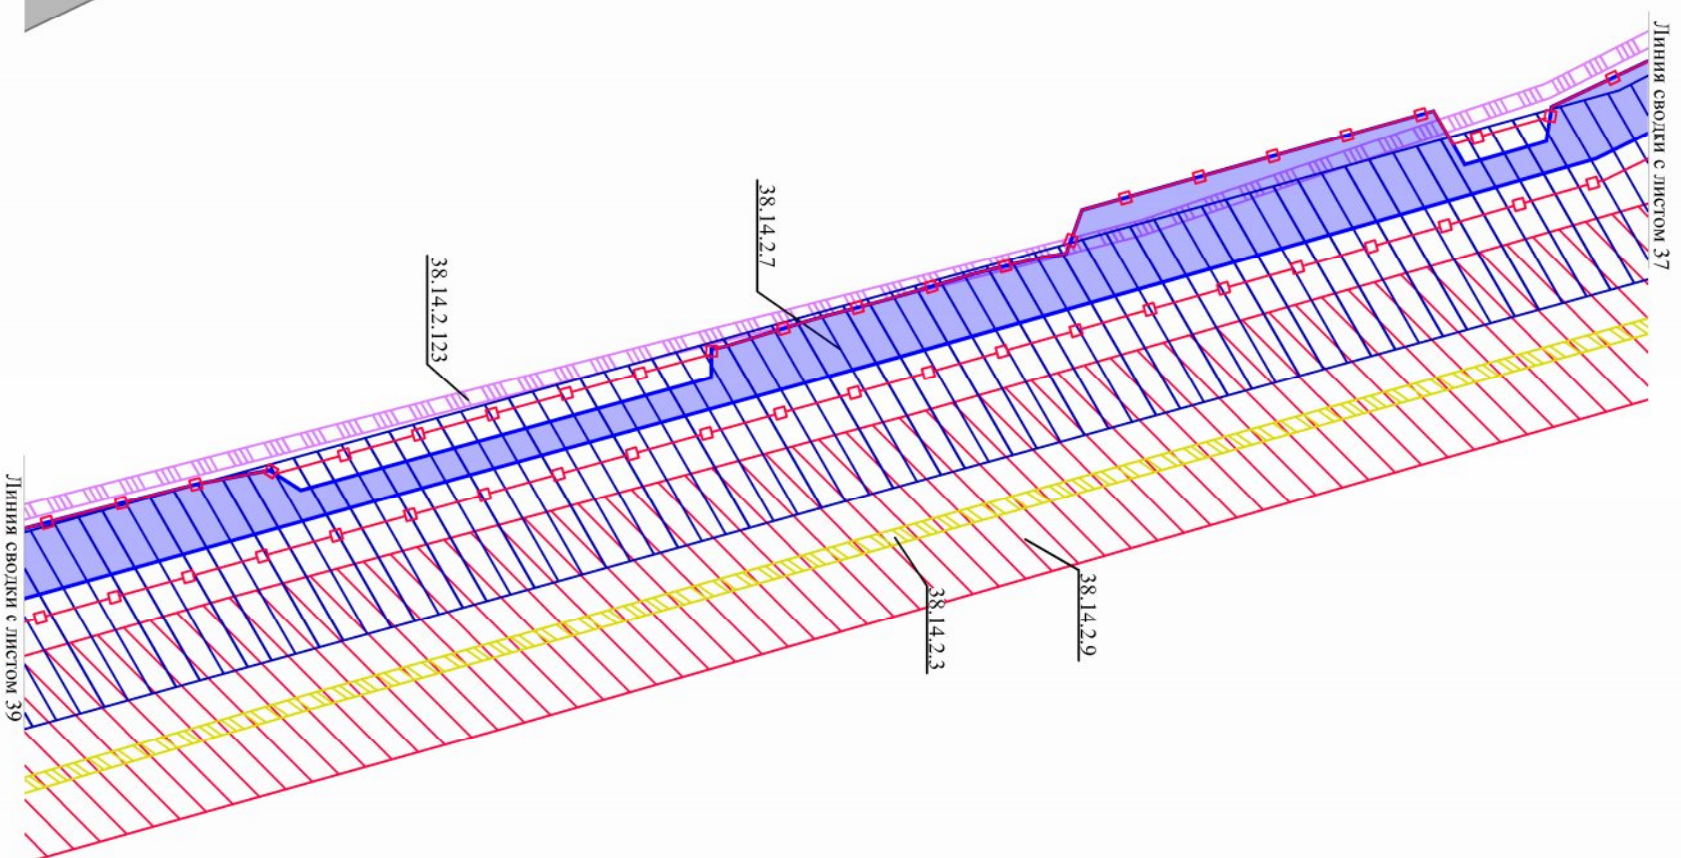 Линия сводки с листом 37
38.14.2.7
38.14.2.123
38.14.2.9
38.14.2.3
Линия сводки с листом 39